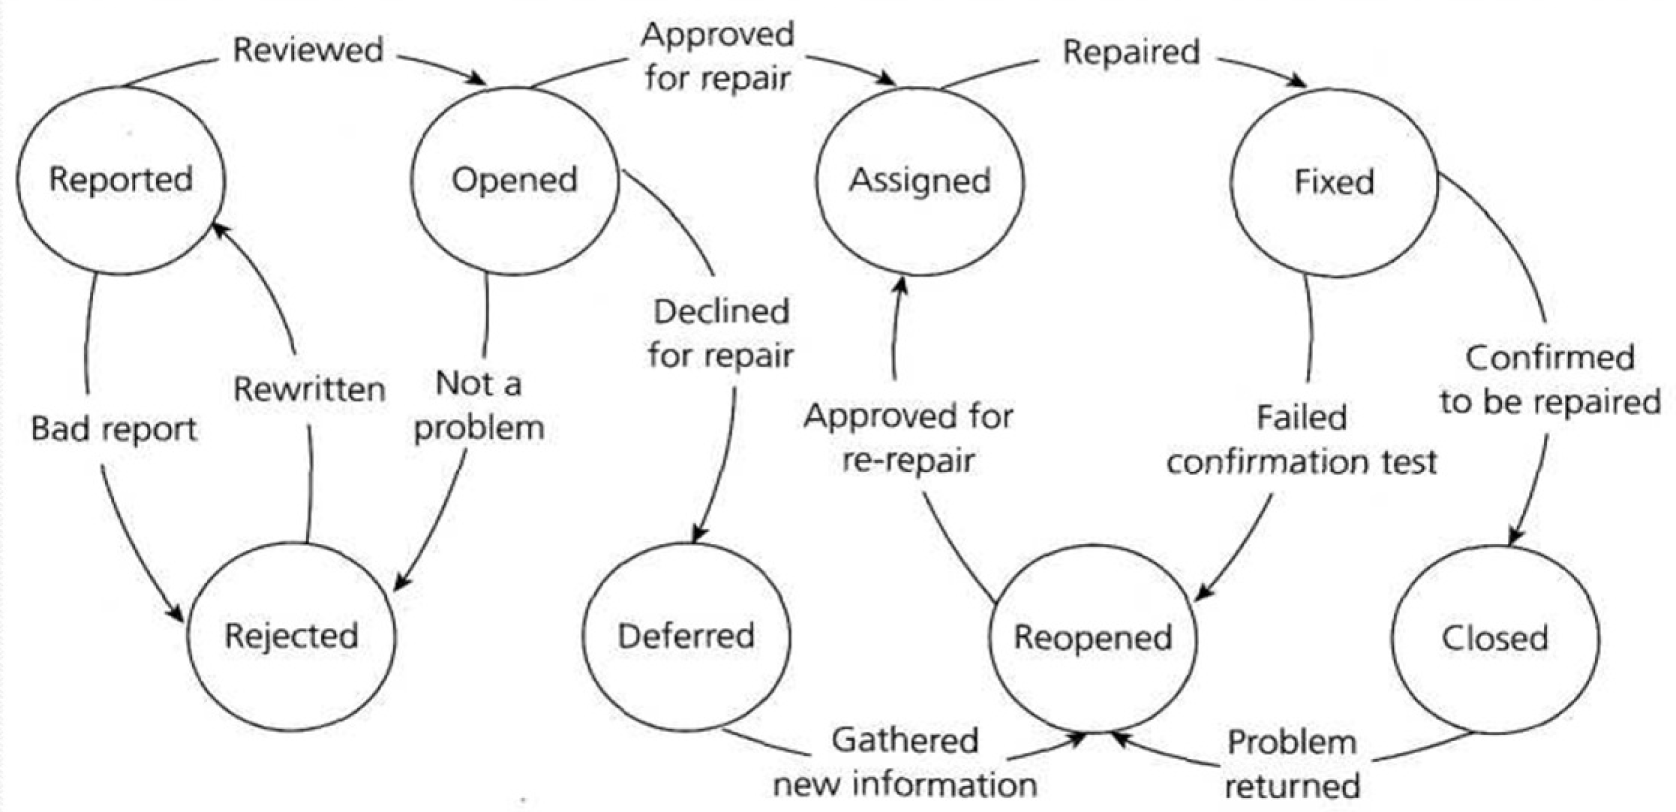 Reviewed
Approved
for repair
Repaired
Reported
Opened
Assigned
Fixed
Declined
for repair
Bad report
Rewritten
Not a
problem
Approved for
re-repair
Failed
confirmation test
Confirmed
to be repaired
Rejected
Deferred
Reopened
Closed
Gathered
new information
Problem
returned